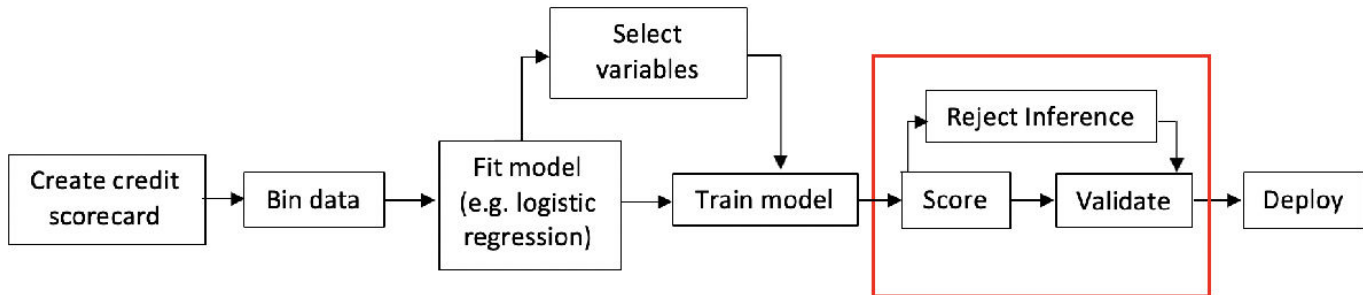 Select
variables
Reject Inference
Create credit
scorecard
Bin data
Fit model
(e.g. logistic
regression)
Train model
Score
Validate
Deploy